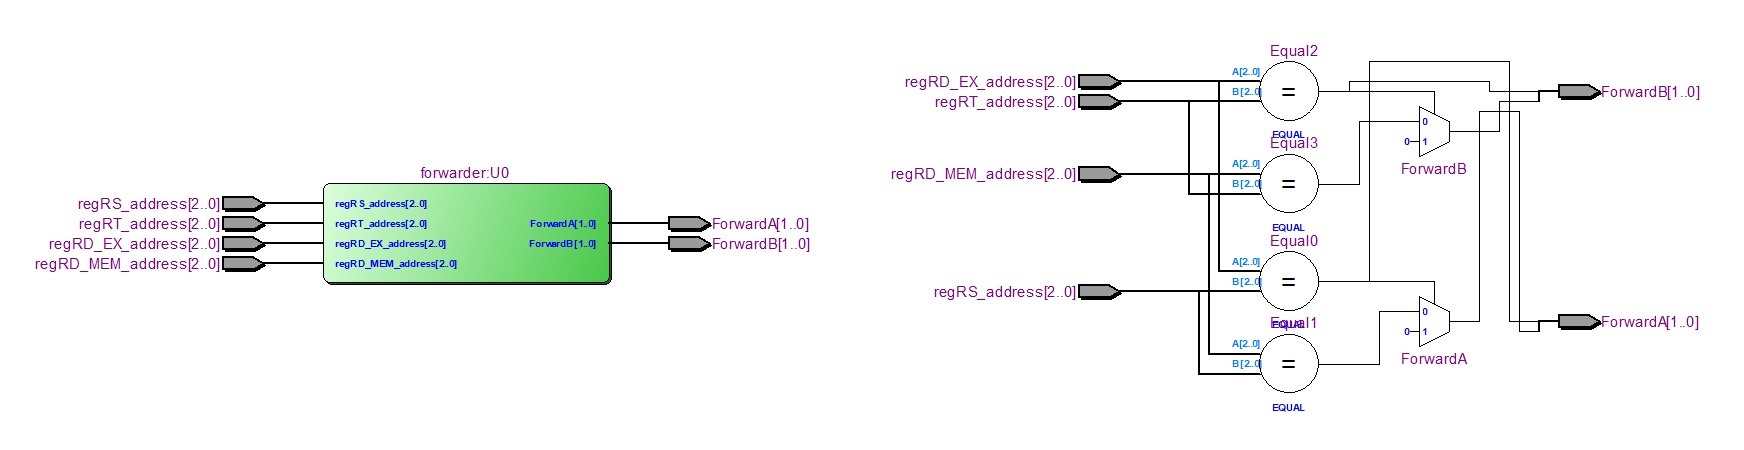 forwarder:U0
regRS_address[2..0]
regRT_address[2..0]
regRD_EX_address[2..0]
regRD_MEM_address[2..0]
regRS_address[2..0]
regRT_address[2..0]
regRD_EX_address[2..0]
regRD_MEM_address[2..0]
ForwardA[1..0]
ForwardB[1..0]
ForwardA[1..0]
ForwardB[1..0]
regRD_EX_address[2..0]
regRT_address[2..0]
regRD_MEM_address[2..0]
regRS_address[2..0]
Equal2
A[2..0]
B[2..0]
=
EQUAL
Equal3
A[2..0]
B[2..0]
=
EQUAL
Equal0
A[2..0]
B[2..0]
=
EQUAL
Equal1
A[2..0]
B[2..0]
=
EQUAL
0
0 1
ForwardB
0
0 1
ForwardA
ForwardB[1..0]
ForwardA[1..0]